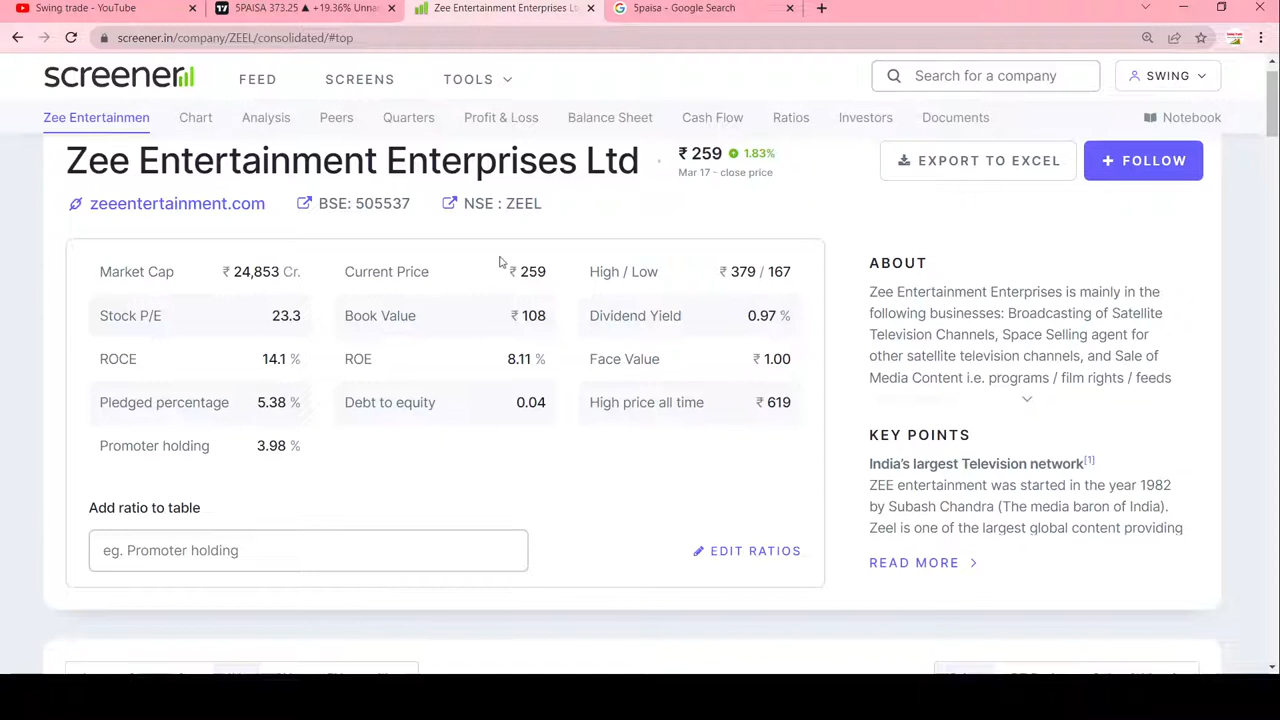 Swing trade - YouTube
5PAISA 373.25 ▲ +19.36% Unna
Zee Entertainment Enterprises Lt
5paisa - Google Search
screener.in/company/ZEEL/consolidated/#top
screener
FEED
SCREENS
TOOLS
Search for a company
SWING
Zee Entertainmen
Chart
Analysis
Peers
Quarters
Profit & Loss
Balance Sheet
Cash Flow
Ratios
Investors
Documents
Notebook
Zee Entertainment Enterprises Ltd
₹ 259 1.83%
Mar 17 - close price
EXPORT TO EXCEL
+ FOLLOW
zeeentertainment.com
BSE: 505537
NSE : ZEEL
Market Cap ₹ 24,853 Cr.
Current Price ₹ 259
High / Low ₹ 379 / 167
Stock P/E 23.3
Book Value ₹ 108
Dividend Yield 0.97 %
ROCE 14.1 %
ROE 8.11 %
Face Value ₹ 1.00
Pledged percentage 5.38 %
Debt to equity 0.04
High price all time ₹ 619
Promoter holding 3.98 %
Add ratio to table
eg. Promoter holding
EDIT RATIOS
ABOUT
Zee Entertainment Enterprises is mainly in the
following businesses: Broadcasting of Satellite
Television Channels, Space Selling agent for
other satellite television channels, and Sale of
Media Content i.e. programs / film rights / feeds
KEY POINTS
India's largest Television network[1]
ZEE entertainment was started in the year 1982
by Subash Chandra (The media baron of India).
Zeel is one of the largest global content providing
READ MORE